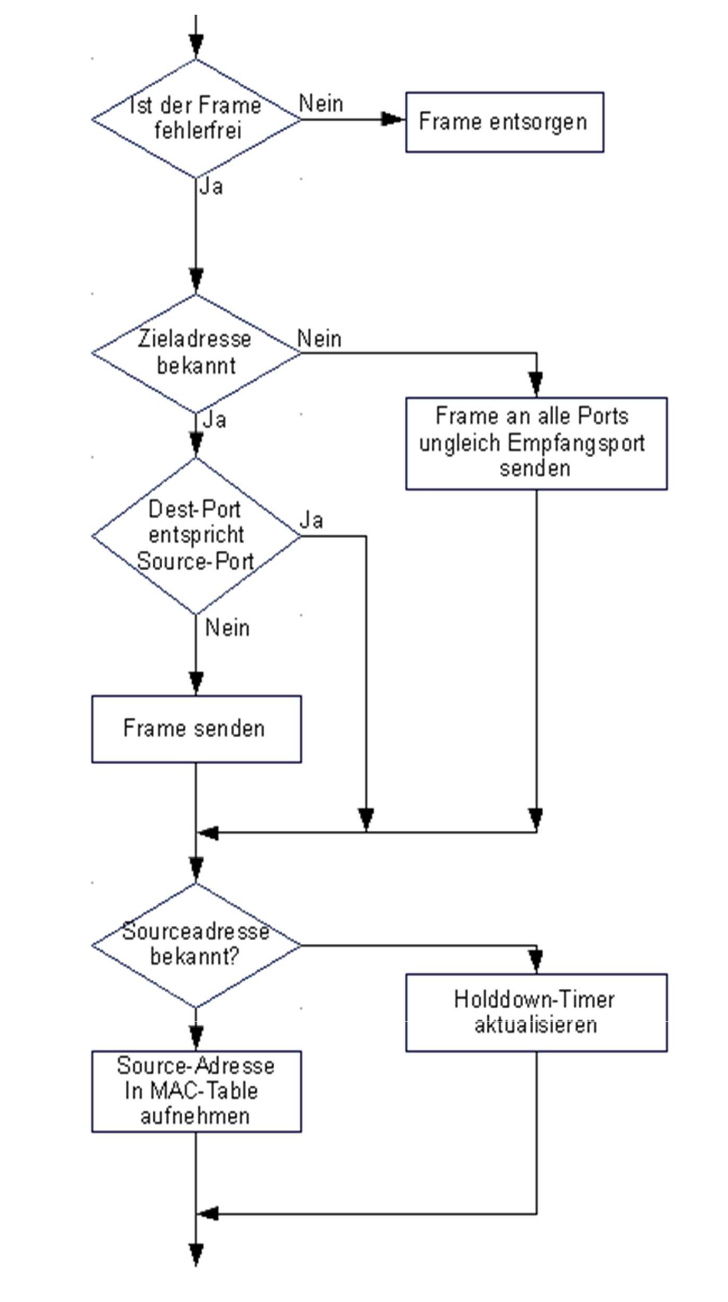 Ist der Frame
fehlerfrei
Nein
Frame entsorgen
Ja
Zieladresse
bekannt
Nein
Ja
Frame an alle Ports
ungleich Empfangsport
senden
Dest-Port
entspricht
Source-Port
Ja
Nein
Frame senden
Sourceadresse
bekannt?
Holddown-Timer
aktualisieren
Source-Adresse
In MAC-Table
aufnehmen